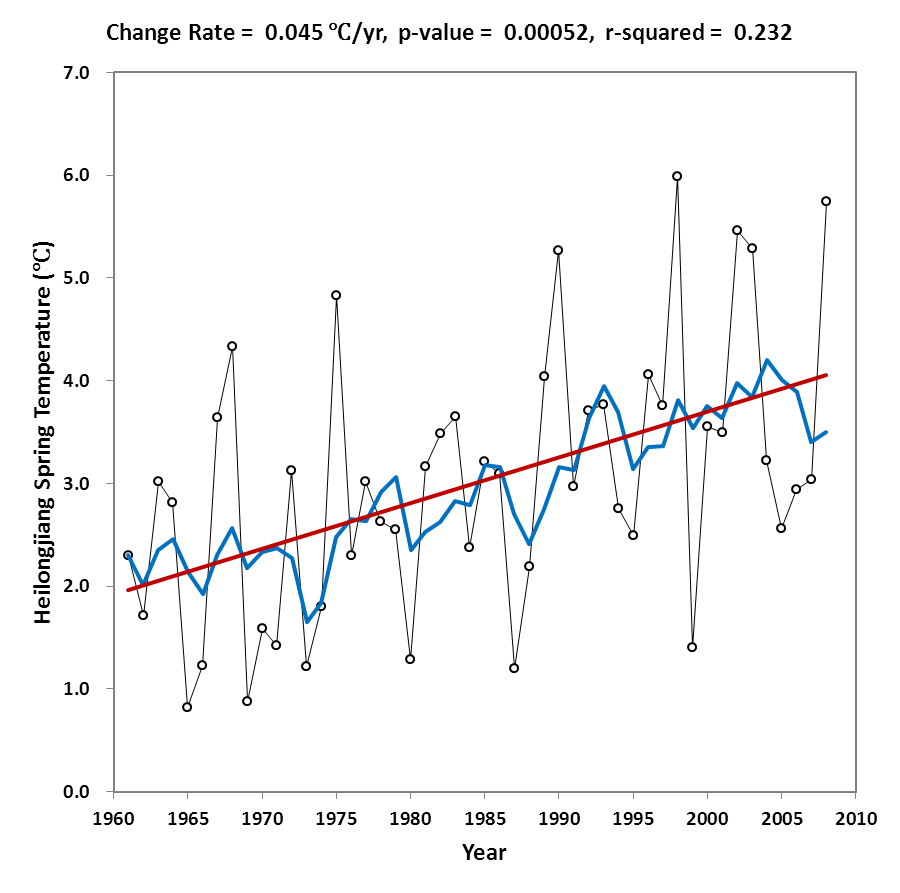 Change Rate = 0.045 ℃/yr, p-value = 0.00052, r-squared = 0.232
7.0
6.0
5.0
4.0
3.0
2.0
1.0
0.0
Heilongjiang Spring Temperature (℃)
1960 1965 1970 1975 1980 1985 1990 1995 2000 2005 2010
Year